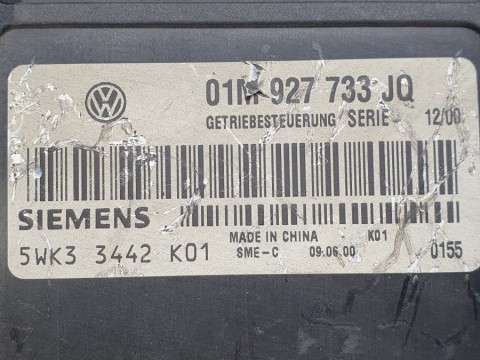 01M 927 733 JQ
GETRIEBESTEUERUNG SERIE 12/00
SIEMENS
MADE IN CHINA K01
5WK3 3442 K01 SME-C 09.06.00 0155